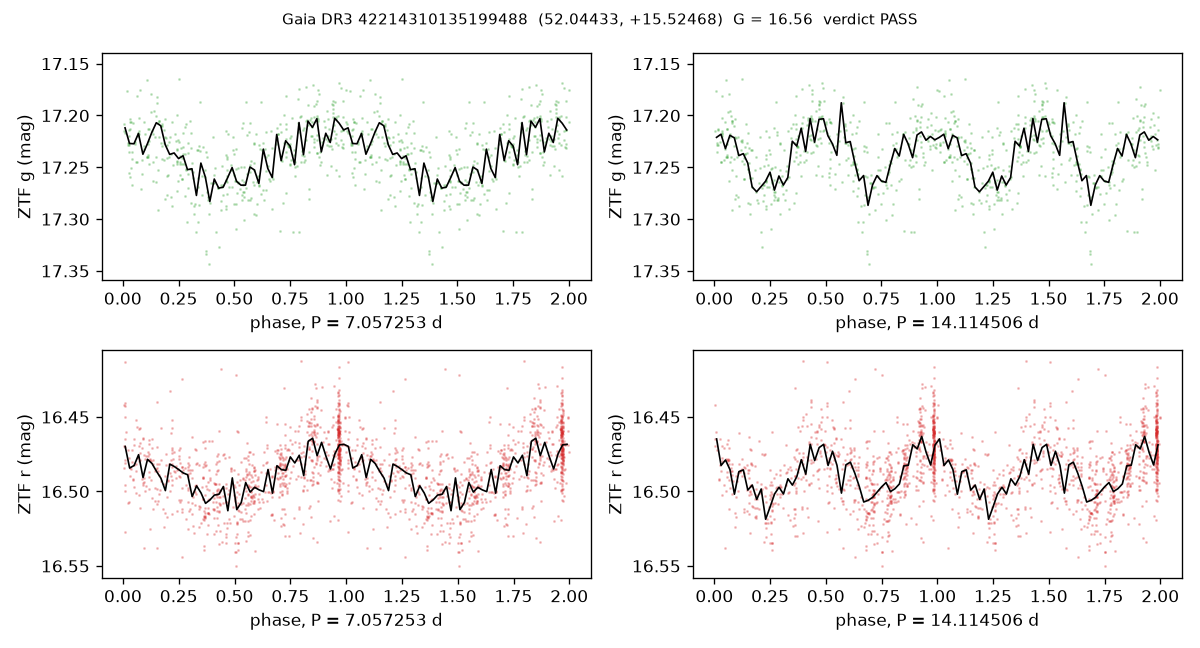 Gaia DR3 42214310135199488  (52.04433, +15.52468)  G = 16.56  verdict PASS
17.15
17.20
17.25
17.30
17.35
ZTF g (mag)
0.00 0.25 0.50 0.75 1.00 1.25 1.50 1.75 2.00
phase, P = 7.057253 d
17.15
17.20
17.25
17.30
17.35
ZTF g (mag)
0.00 0.25 0.50 0.75 1.00 1.25 1.50 1.75 2.00
phase, P = 14.114506 d
16.45
16.50
16.55
ZTF r (mag)
0.00 0.25 0.50 0.75 1.00 1.25 1.50 1.75 2.00
phase, P = 7.057253 d
16.45
16.50
16.55
ZTF r (mag)
0.00 0.25 0.50 0.75 1.00 1.25 1.50 1.75 2.00
phase, P = 14.114506 d